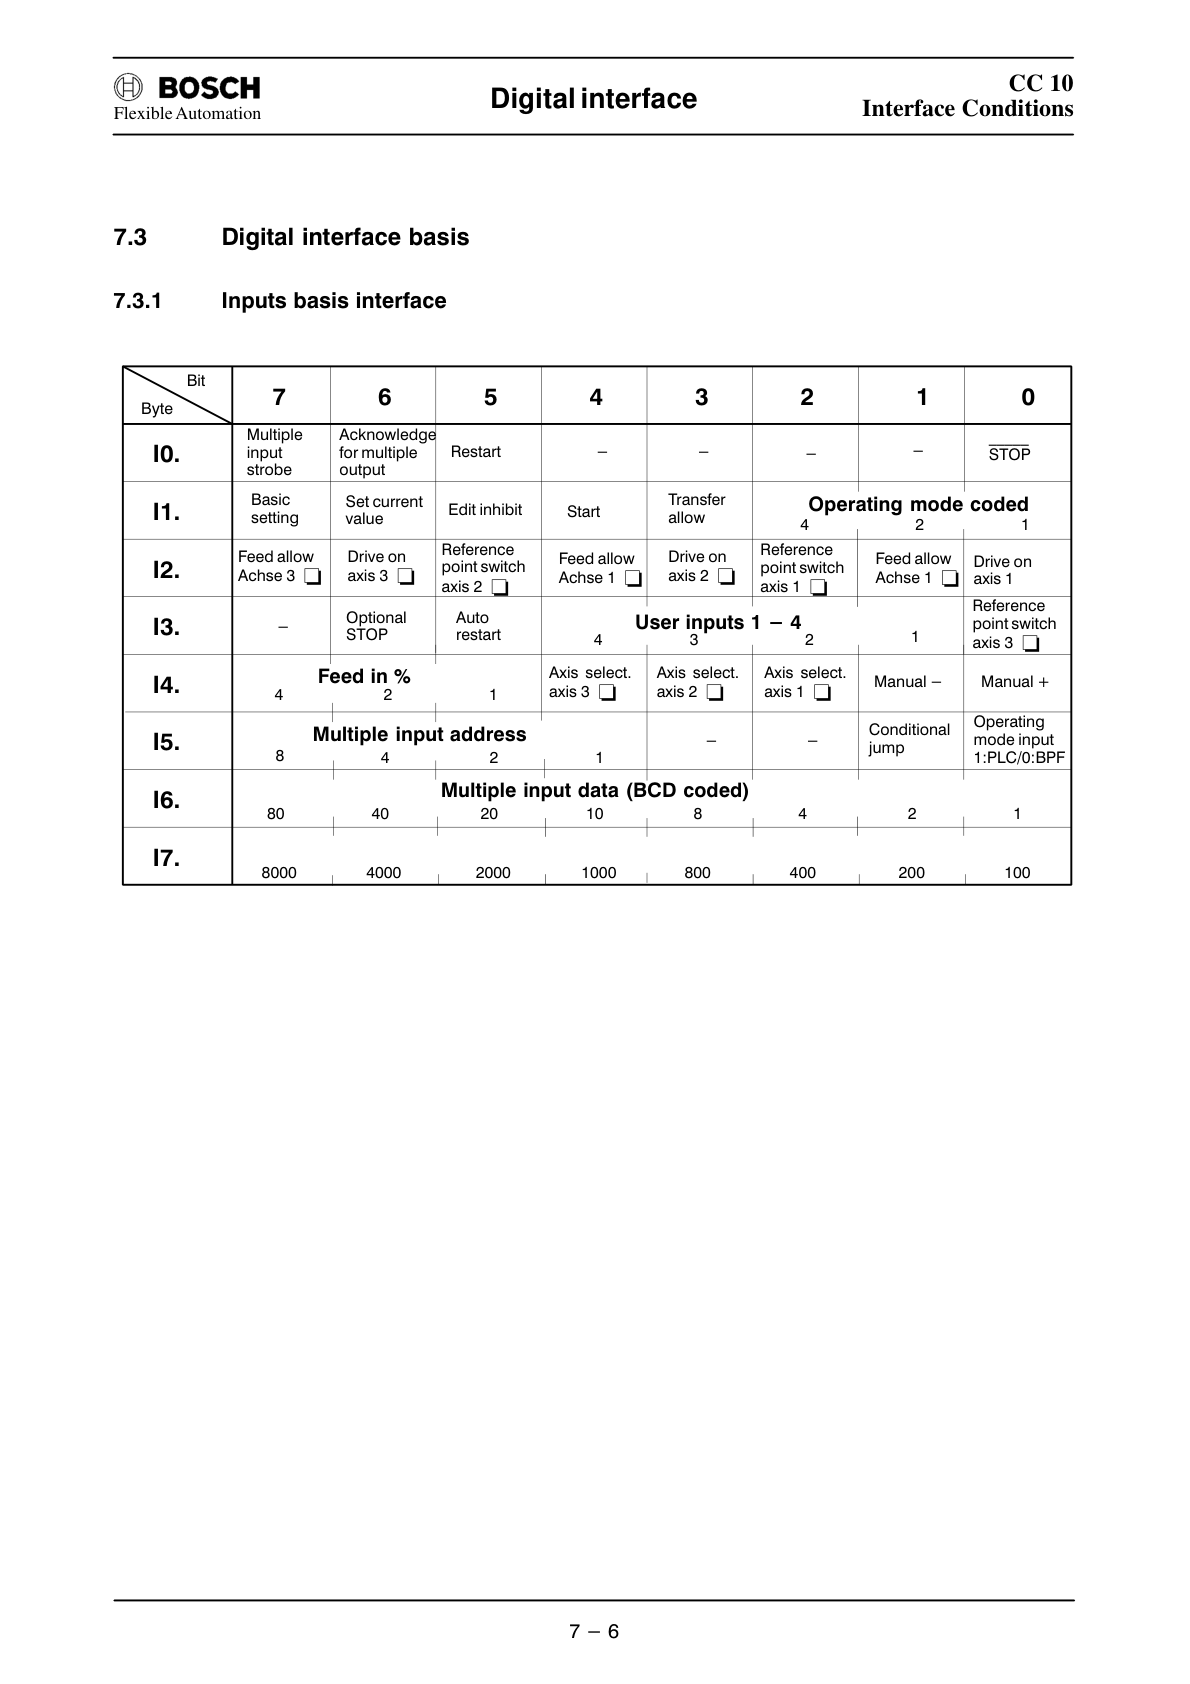 BOSCH
Flexible Automation
Digital interface
CC 10
Interface Conditions
7.3 Digital interface basis
7.3.1 Inputs basis interface
Bit
Byte
7 6 5 4 3 2 1 0
I0.
Multiple
input
strobe
Acknowledge
for multiple
output
Restart
–
–
–
–
STOP
I1.
Basic
setting
Set current
value
Edit inhibit
Start
Transfer
allow
Operating mode coded
4 2 1
I2.
Feed allow
Achse 3 ❏
Drive on
axis 3 ❏
Reference
point switch
axis 2 ❏
Feed allow
Achse 1 ❏
Drive on
axis 2 ❏
Reference
point switch
axis 1 ❏
Feed allow
Achse 1 ❏
Drive on
axis 1
I3.
–
Optional
STOP
Auto
restart
User inputs 1 – 4
4 3 2 1
Reference
point switch
axis 3 ❏
I4.
Feed in %
4 2 1
Axis select.
axis 3 ❏
Axis select.
axis 2 ❏
Axis select.
axis 1 ❏
Manual –
Manual +
I5.
Multiple input address
8 4 2 1
–
–
Conditional
jump
Operating
mode input
1:PLC/0:BPF
I6.
Multiple input data (BCD coded)
80 40 20 10 8 4 2 1
I7.
8000 4000 2000 1000 800 400 200 100
7 – 6